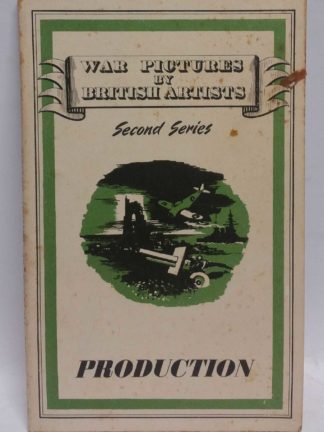 WAR PICTURES
BY
BRITISH ARTISTS
Second Series
PRODUCTION